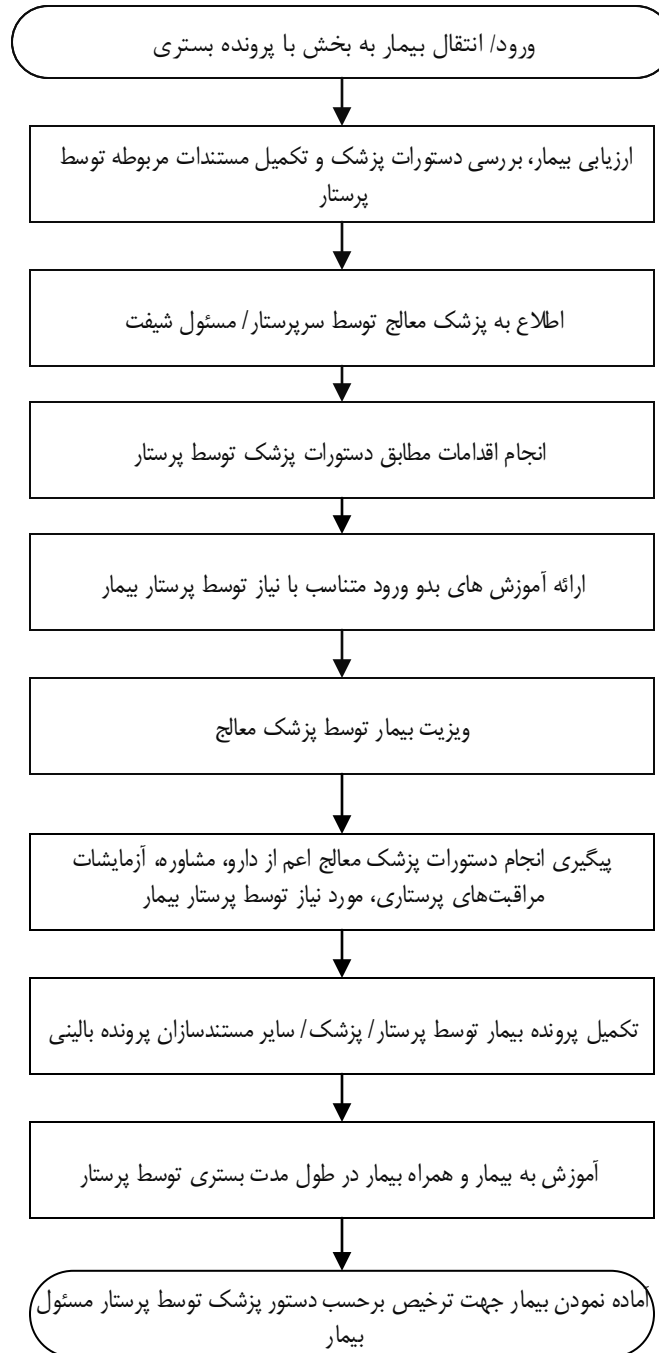 ورود/ انتقال بیمار به بخش با پرونده بستری
ارزیابی بیمار، بررسی دستورات پزشک و تکمیل مستندات مربوطه توسط
پرستار
اطلاع به پزشک معالج توسط سرپرستار/ مسئول شیفت
انجام اقدامات مطابق دستورات پزشک توسط پرستار
ارائه آموزش های بدو ورود متناسب با نیاز توسط پرستار بیمار
ویزیت بیمار توسط پزشک معالج
پیگیری انجام دستورات پزشک معالج اعم از دارو، مشاوره، آزمایشات
مراقبت‌های پرستاری، مورد نیاز توسط پرستار بیمار
تکمیل پرونده بیمار توسط پرستار/ پزشک/ سایر مستندسازان پرونده بالینی
آموزش به بیمار و همراه بیمار در طول مدت بستری توسط پرستار
آماده نمودن بیمار جهت ترخیص برحسب دستور پزشک توسط پرستار مسئول
بیمار